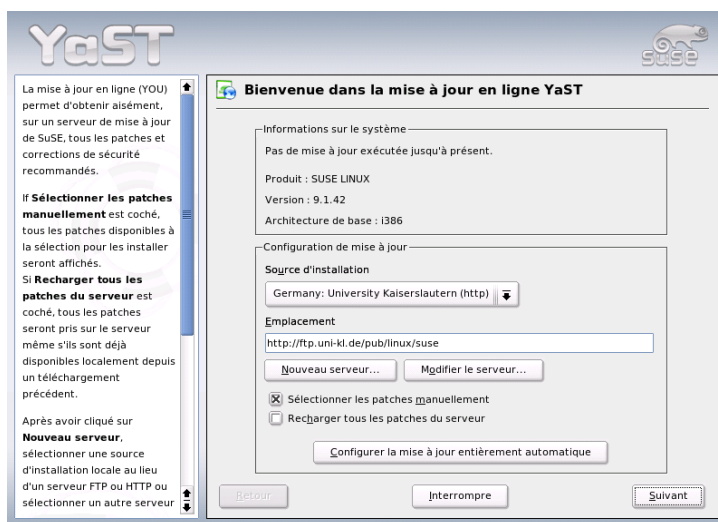 YaST
SUSE
La mise à jour en ligne (YOU)
permet d'obtenir aisément,
sur un serveur de mise à jour
de SuSE, tous les patches et
corrections de sécurité
recommandés.
If Sélectionner les patches
manuellement est coché,
tous les patches disponibles à
la sélection pour les installer
seront affichés.
Si Recharger tous les
patches du serveur est
coché, tous les patches
seront pris sur le serveur
même s'ils sont déjà
disponibles localement depuis
un téléchargement
précédent.
Après avoir cliqué sur
Nouveau serveur,
sélectionner une source
d'installation locale au lieu
d'un serveur FTP ou HTTP ou
sélectionner un autre serveur
Bienvenue dans la mise à jour en ligne YaST
Informations sur le système
Pas de mise à jour exécutée jusqu'à présent.
Produit : SUSE LINUX
Version : 9.1.42
Architecture de base : i386
Configuration de mise à jour
Source d'installation
Germany: University Kaiserslautern (http)
Emplacement
http://ftp.uni-kl.de/pub/linux/suse
Nouveau serveur...
Modifier le serveur...
Sélectionner les patches manuellement
Recharger tous les patches du serveur
Configurer la mise à jour entièrement automatique
Retour
Interrompre
Suivant